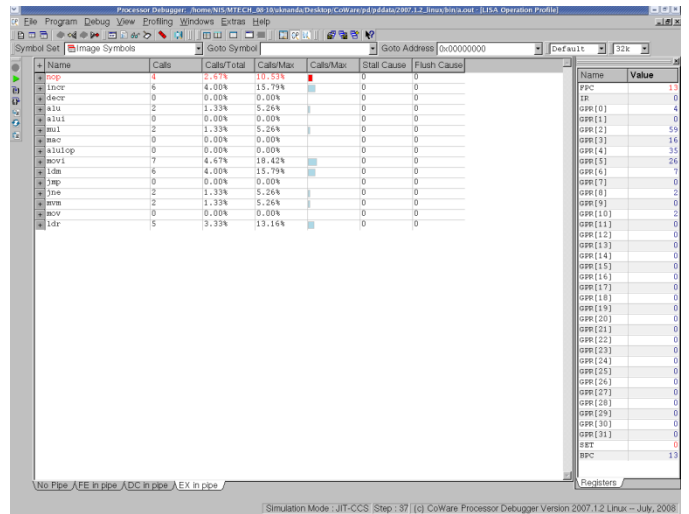 Processor Debugger: /home/NIS/MTECH_08-10/uknanda/Desktop/CoWare/pd/pddata/2007.1.2_linux/bin/a.out - [LISA Operation Profile]
File Program Debug View Profiling Windows Extras Help
Symbol Set Image Symbols Goto Symbol Goto Address 0x00000000 Default 32k
+ Name Calls Calls/Total Calls/Max Calls/Max Stall Cause Flush Cause
nop 4 2.67% 10.53% 0 0
incr 6 4.00% 15.79% 0 0
decr 0 0.00% 0.00% 0 0
alu 2 1.33% 5.26% 0 0
alui 0 0.00% 0.00% 0 0
mul 2 1.33% 5.26% 0 0
mac 0 0.00% 0.00% 0 0
alulop 0 0.00% 0.00% 0 0
movi 7 4.67% 18.42% 0 0
ldm 6 4.00% 15.79% 0 0
jmp 0 0.00% 0.00% 0 0
jne 2 1.33% 5.26% 0 0
mvm 2 1.33% 5.26% 0 0
mov 0 0.00% 0.00% 0 0
ldr 5 3.33% 13.16% 0 0
Name Value
FPC 13
IR 0
GPR[0] 4
GPR[1] 0
GPR[2] 59
GPR[3] 16
GPR[4] 35
GPR[5] 26
GPR[6] 7
GPR[7] 0
GPR[8] 2
GPR[9] 0
GPR[10] 2
GPR[11] 0
GPR[12] 0
GPR[13] 0
GPR[14] 0
GPR[15] 0
GPR[16] 0
GPR[17] 0
GPR[18] 0
GPR[19] 0
GPR[20] 0
GPR[21] 0
GPR[22] 0
GPR[23] 0
GPR[24] 0
GPR[25] 0
GPR[26] 0
GPR[27] 0
GPR[28] 0
GPR[29] 0
GPR[30] 0
GPR[31] 0
SET 0
BPC 13
No Pipe FE in pipe DC in pipe EX in pipe
Registers
Simulation Mode : JIT-CCS Step : 37 (c) CoWare Processor Debugger Version 2007.1.2 Linux -- July, 2008